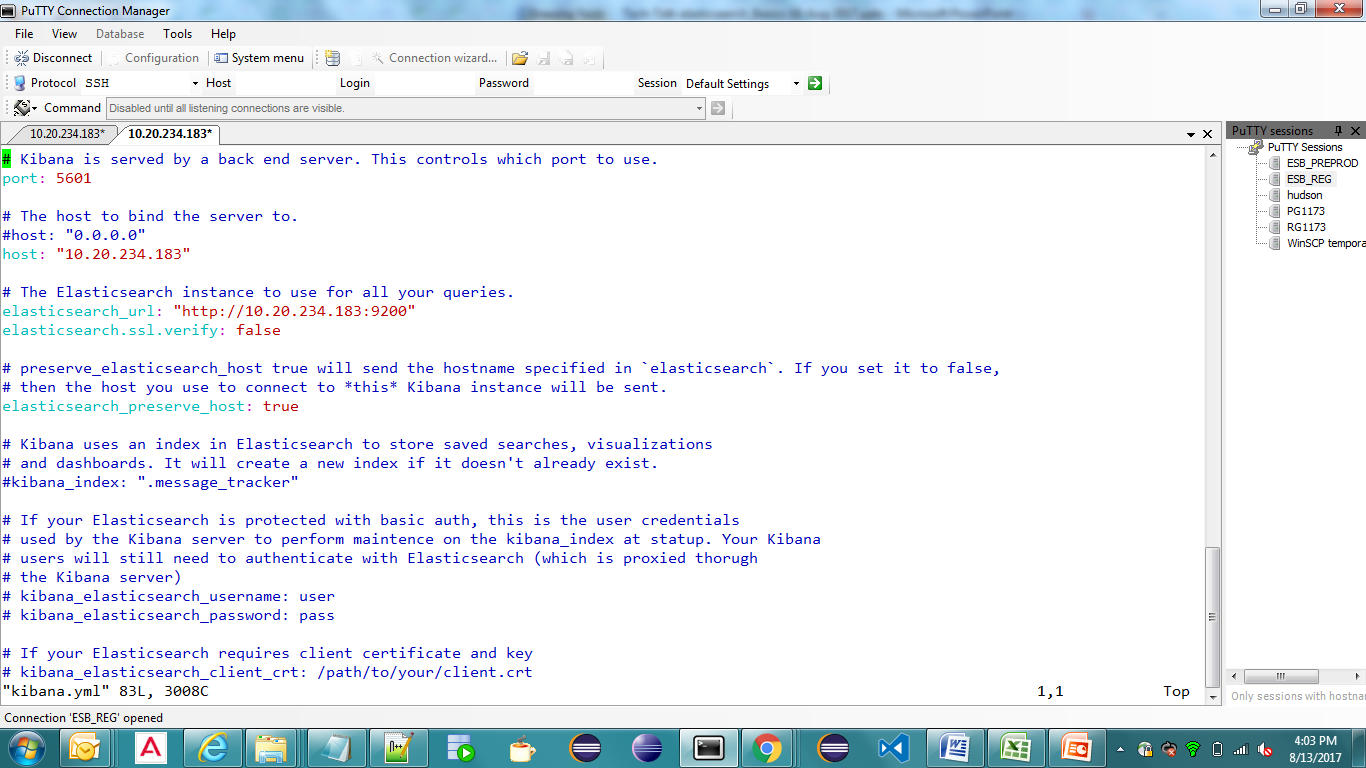 PuTTY Connection Manager
File View Database Tools Help
Disconnect Configuration System menu Connection wizard...
Protocol SSH Host Login Password Session Default Settings
Command Disabled until all listening connections are visible.
10.20.234.183* 10.20.234.183*
# Kibana is served by a back end server. This controls which port to use.
port: 5601
# The host to bind the server to.
#host: "0.0.0.0"
host: "10.20.234.183"
# The Elasticsearch instance to use for all your queries.
elasticsearch_url: "http://10.20.234.183:9200"
elasticsearch.ssl.verify: false
# preserve_elasticsearch_host true will send the hostname specified in `elasticsearch`. If you set it to false,
# then the host you use to connect to *this* Kibana instance will be sent.
elasticsearch_preserve_host: true
# Kibana uses an index in Elasticsearch to store saved searches, visualizations
# and dashboards. It will create a new index if it doesn't already exist.
#kibana_index: ".message_tracker"
# If your Elasticsearch is protected with basic auth, this is the user credentials
# used by the Kibana server to perform maintence on the kibana_index at statup. Your Kibana
# users will still need to authenticate with Elasticsearch (which is proxied thorugh
# the Kibana server)
# kibana_elasticsearch_username: user
# kibana_elasticsearch_password: pass
# If your Elasticsearch requires client certificate and key
# kibana_elasticsearch_client_crt: /path/to/your/client.crt
"kibana.yml" 83L, 3008C 1,1 Top
PuTTY sessions
PuTTY Sessions
ESB_PREPROD
ESB_REG
hudson
PG1173
RG1173
WinSCP tempora
Only sessions with hostna
Connection 'ESB_REG' opened
4:03 PM
8/13/2017